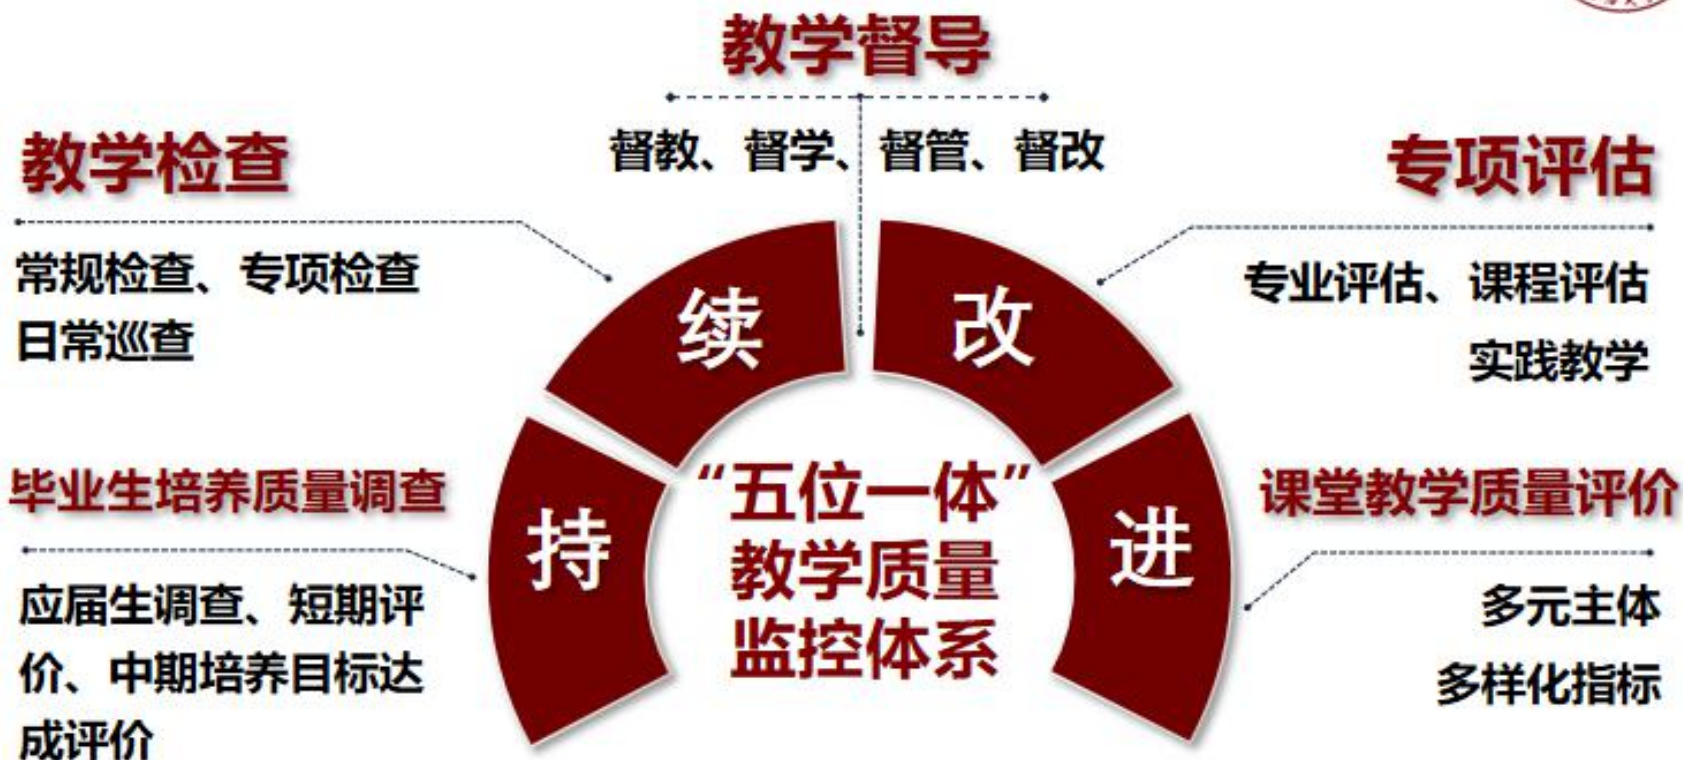 教学督导
督教、督学、督管、督改
教学检查
常规检查、专项检查
日常巡查
专项评估
专业评估、课程评估
实践教学
毕业生培养质量调查
应届生调查、短期评
价、中期培养目标达
成评价
课堂教学质量评价
多元主体
多样化指标
持
续
改
进
“五位一体”
教学质量
监控体系